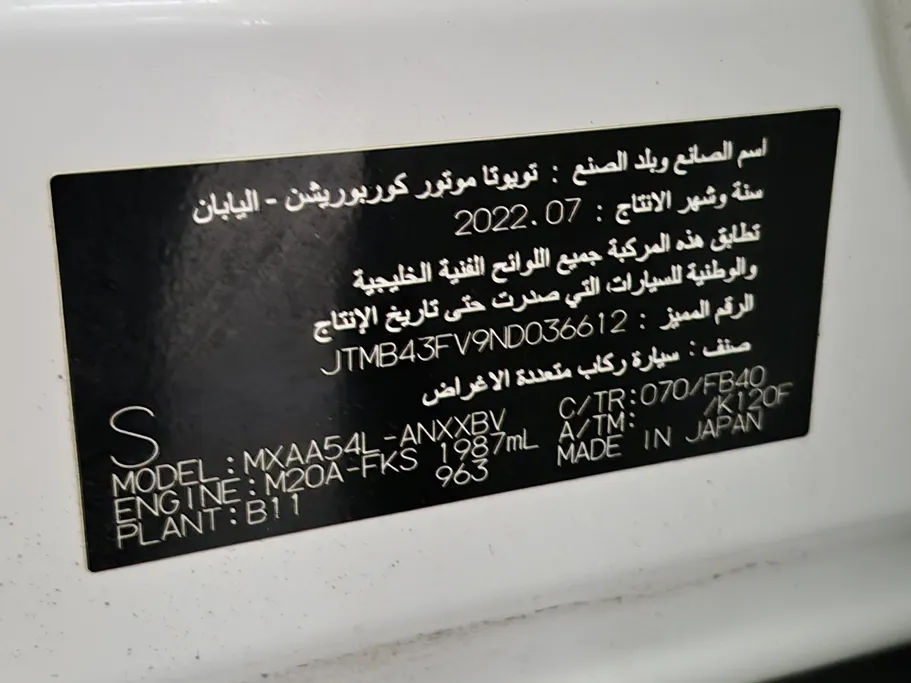 اسم الصانع وبلد الصنع : تويوتا موتور كوربوريشن - اليابان
سنة وشهر الانتاج : 2022.07
تطابق هذه المركبة جميع اللوائح الفنية الخليجية
والوطنية للسيارات، التي صدرت حتى تاريخ الإنتاج
الرقم المميز : JTMB43FV9ND036612
صنف : سيارة ركاب متعددة الاغراض
S
MODEL:MXAA54L-ANXXBV C/TR:070/FB40
ENGINE:M20A-FKS 1987mL A/TM: /K120F
PLANT:B11 963 MADE IN JAPAN